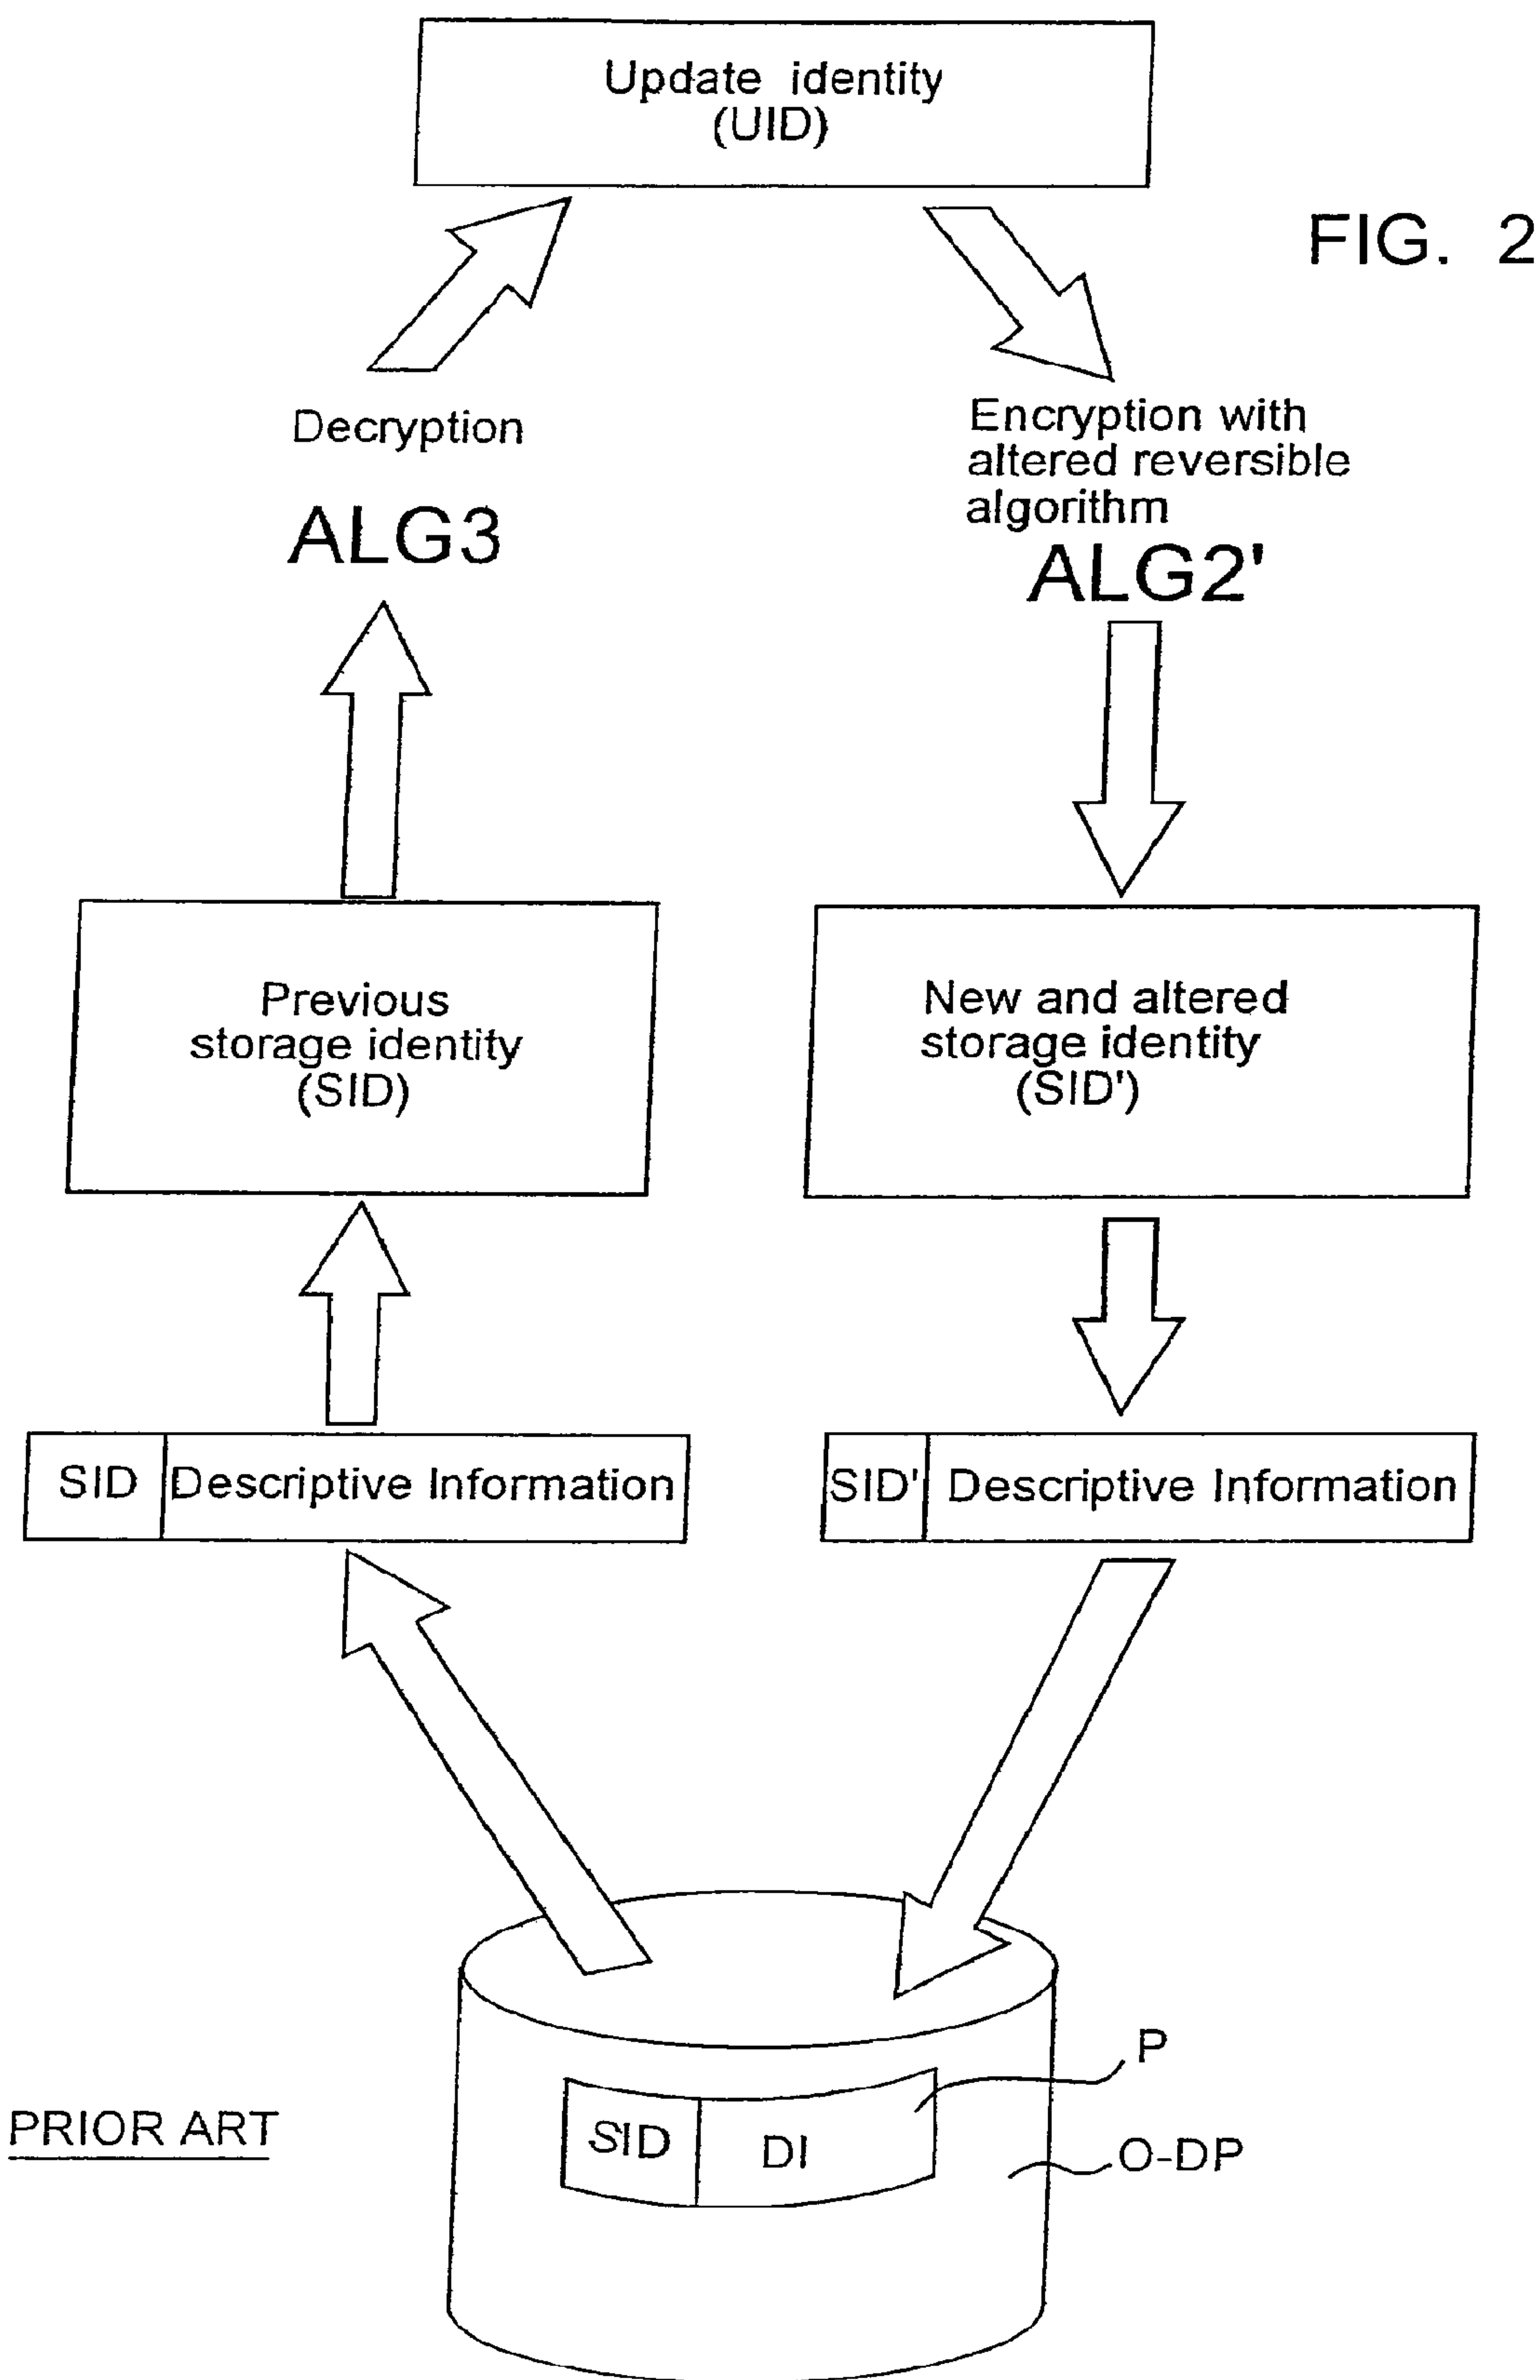 Update identity
(UID)
FIG. 2
Decryption
ALG3
Encryption with
altered reversible
algorithm
ALG2'
Previous
storage identity
(SID)
New and altered
storage identity
(SID')
SID Descriptive Information
SID' Descriptive Information
P
SID DI
O-DP
PRIOR ART